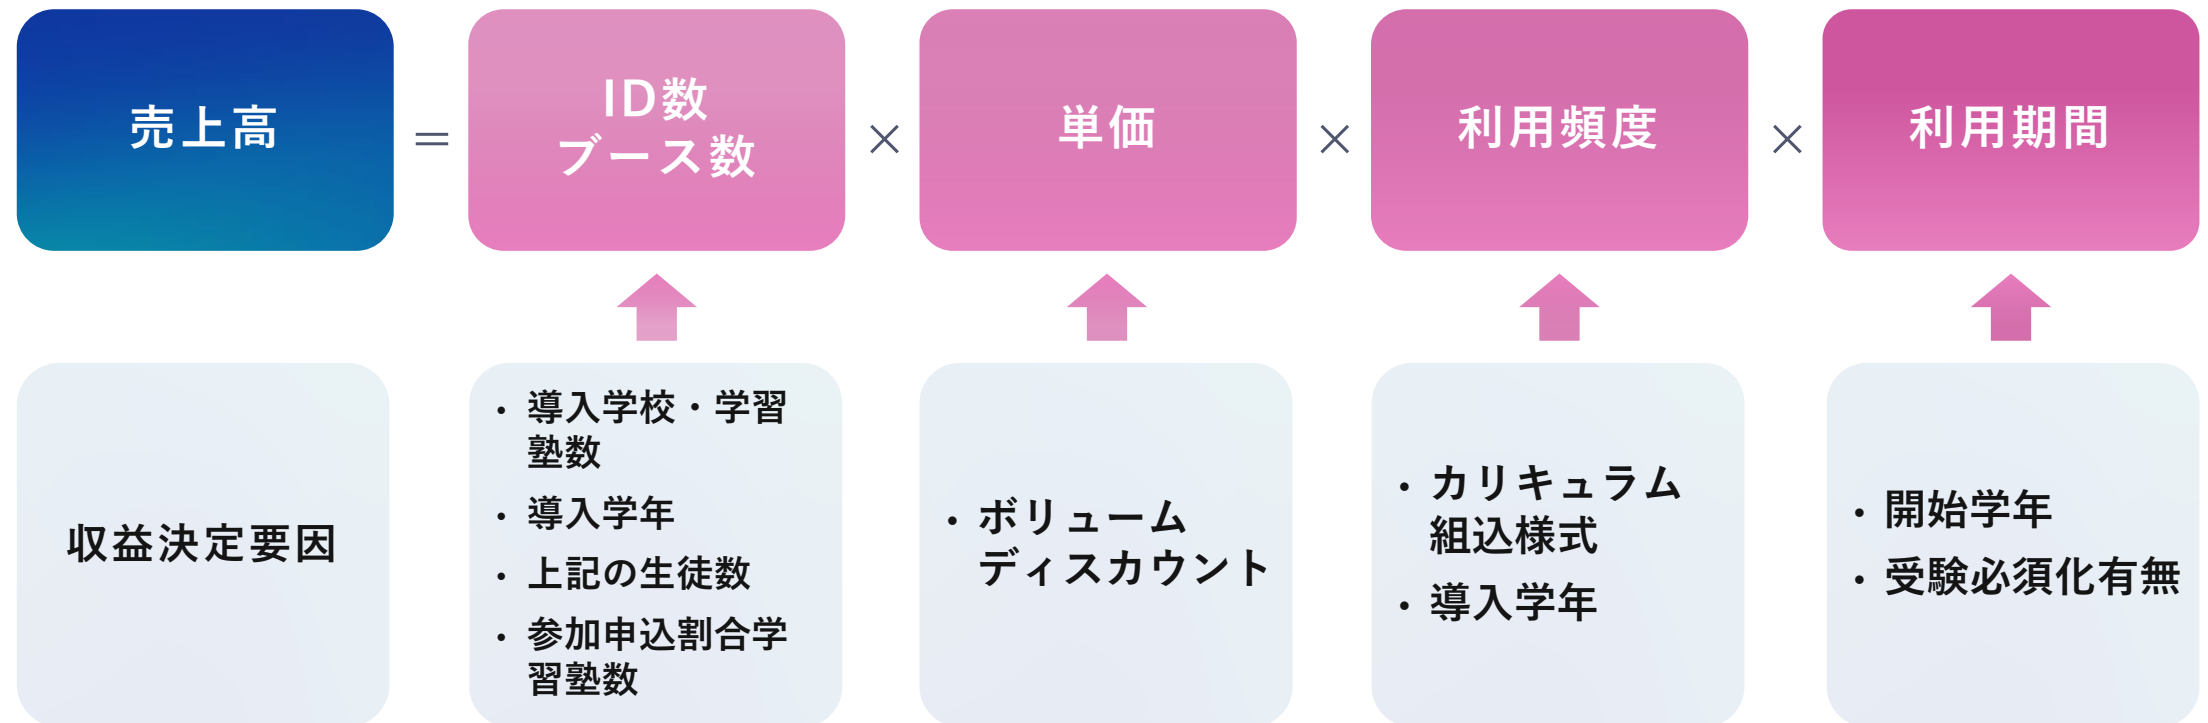 売上高
=
ID数
ブース数
×
単価
×
利用頻度
×
利用期間
収益決定要因
• 導入学校・学習
塾数
• 導入学年
• 上記の生徒数
• 参加申込割合学
習塾数
• ボリューム
ディスカウント
• カリキュラム
組込様式
• 導入学年
• 開始学年
• 受験必須化有無